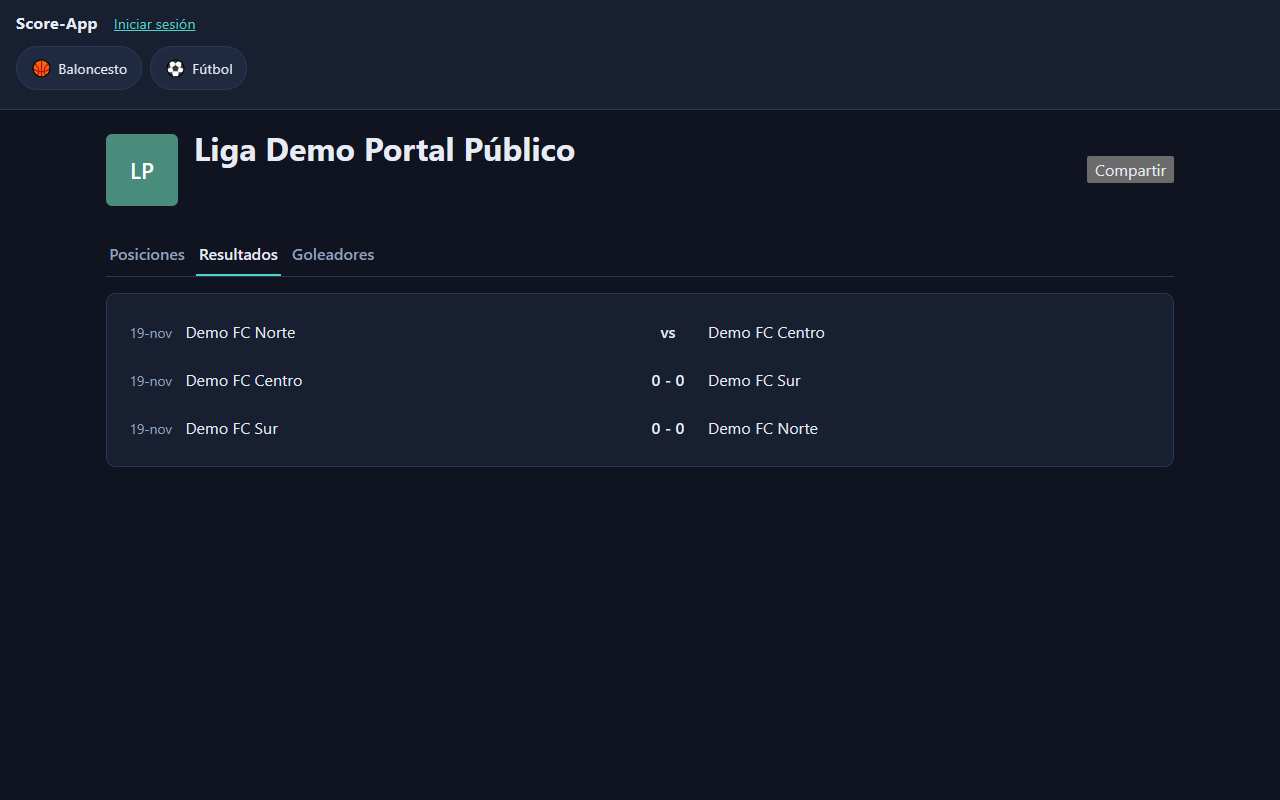 Score-App Iniciar sesión
Baloncesto Fútbol
LP Liga Demo Portal Público
Compartir
Posiciones Resultados Goleadores
19-nov Demo FC Norte vs Demo FC Centro
19-nov Demo FC Centro 0 - 0 Demo FC Sur
19-nov Demo FC Sur 0 - 0 Demo FC Norte